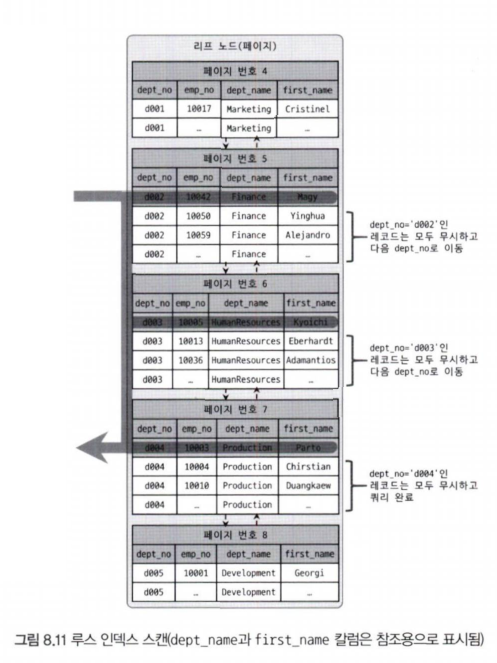 리프 노드(페이지)
페이지 번호 4
dept_no emp_no dept_name first_name
d001 10017 Marketing Cristinel
d001 … Marketing …
페이지 번호 5
dept_no emp_no dept_name first_name
d002 10042 Finance Magy
d002 10050 Finance Yinghua
d002 10059 Finance Alejandro
d002 … Finance …
dept_no='d002'인
레코드는 모두 무시하고
다음 dept_no로 이동
페이지 번호 6
dept_no emp_no dept_name first_name
d003 10005 HumanResources Kyoichi
d003 10013 HumanResources Eberhardt
d003 10036 HumanResources Adamantios
d003 … HumanResources …
dept_no='d003'인
레코드는 모두 무시하고
다음 dept_no로 이동
페이지 번호 7
dept_no emp_no dept_name first_name
d004 10003 Production Parto
d004 10004 Production Chirstian
d004 10010 Production Duangkaew
d004 … Production …
dept_no='d004'인
레코드는 모두 무시하고
쿼리 완료
페이지 번호 8
dept_no emp_no dept_name first_name
d005 10001 Development Georgi
d005 … Development …
그림 8.11 루스 인덱스 스캔(dept_name과 first_name 칼럼은 참조용으로 표시됨)